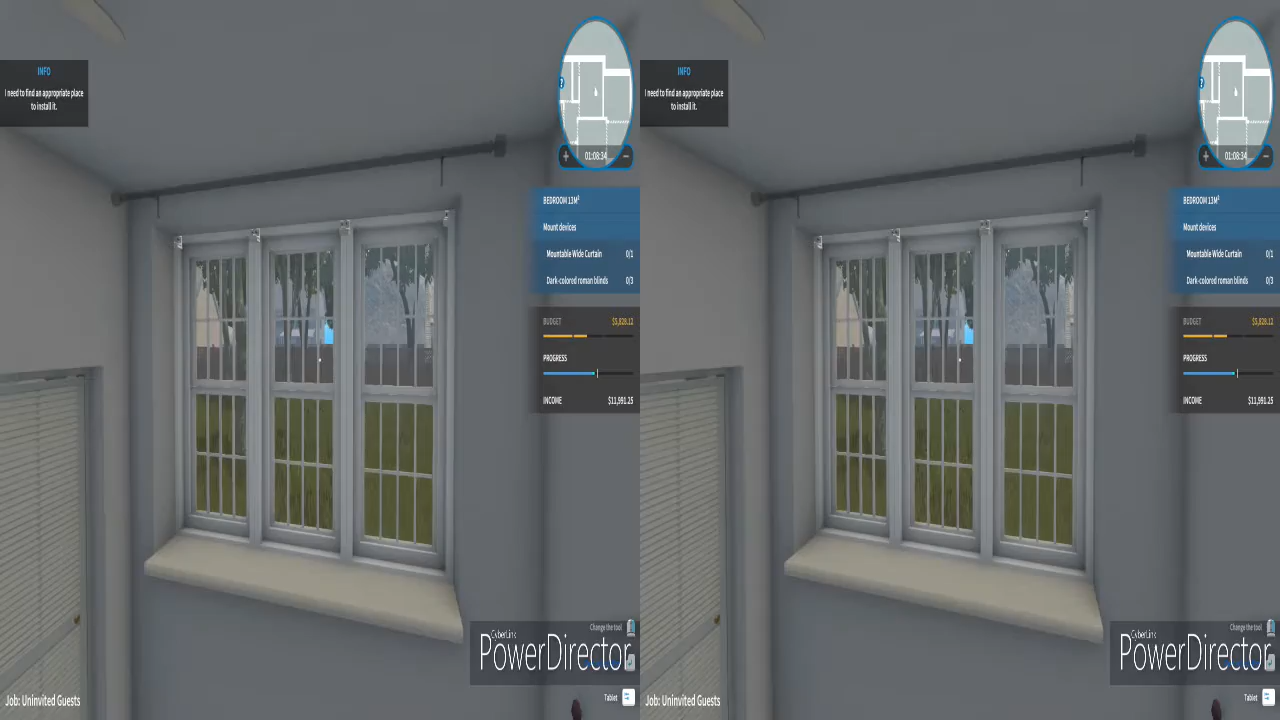 INFO
I need to find an appropriate place
to install it.
01:08:34
BEDROOM 13M²
Mount devices
Mountable Wide Curtain 0/1
Dark-colored roman blinds 0/3
BUDGET $5,828.12
PROGRESS
INCOME $11,991.25
Change the tool
CyberLink
PowerDirector
Tablet
Job: Uninvited Guests
INFO
I need to find an appropriate place
to install it.
01:08:34
BEDROOM 13M²
Mount devices
Mountable Wide Curtain 0/1
Dark-colored roman blinds 0/3
BUDGET $5,828.12
PROGRESS
INCOME $11,991.25
Change the tool
CyberLink
PowerDirector
Tablet
Job: Uninvited Guests